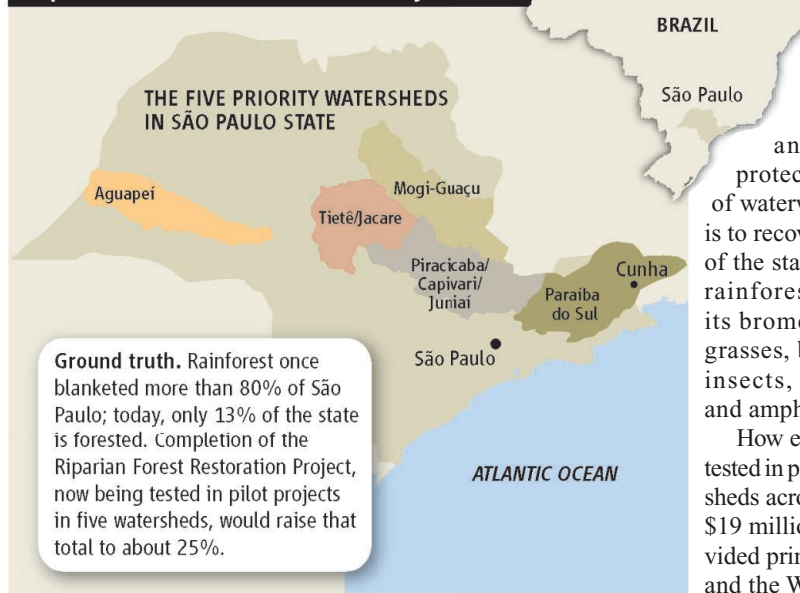 BRAZIL
São Paulo
THE FIVE PRIORITY WATERSHEDS
IN SÃO PAULO STATE
Aguapeí
Mogi-Guaçu
Tietê/Jacare
Piracicaba/
Capivari/
Juniaí
Paraíba
do Sul
Cunha
São Paulo
ATLANTIC OCEAN
Ground truth. Rainforest once
blanketed more than 80% of São
Paulo; today, only 13% of the state
is forested. Completion of the
Riparian Forest Restoration Project,
now being tested in pilot projects
in five watersheds, would raise that
total to about 25%.
an
protec
of waterw
is to recov
of the sta
rainfores
its brome
grasses, b
insects,
and amph
How e
tested in p
sheds acro
$19 millio
vided prin
and the W